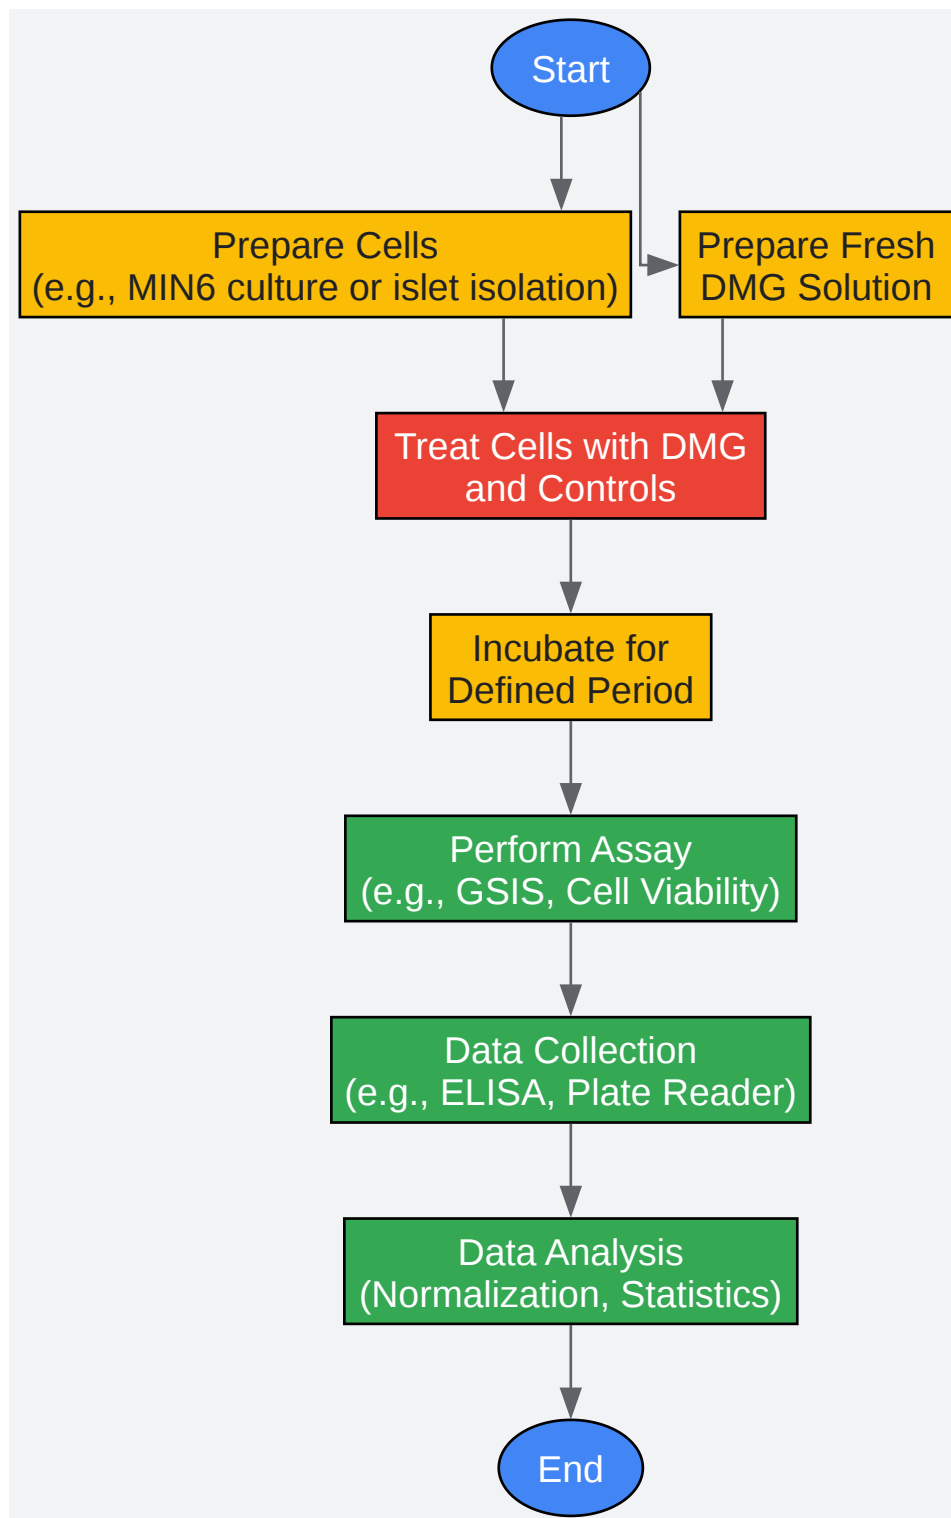 Start
Prepare Cells
(e.g., MIN6 culture or islet isolation)
Prepare Fresh
DMG Solution
Treat Cells with DMG
and Controls
Incubate for
Defined Period
Perform Assay
(e.g., GSIS, Cell Viability)
Data Collection
(e.g., ELISA, Plate Reader)
Data Analysis
(Normalization, Statistics)
End